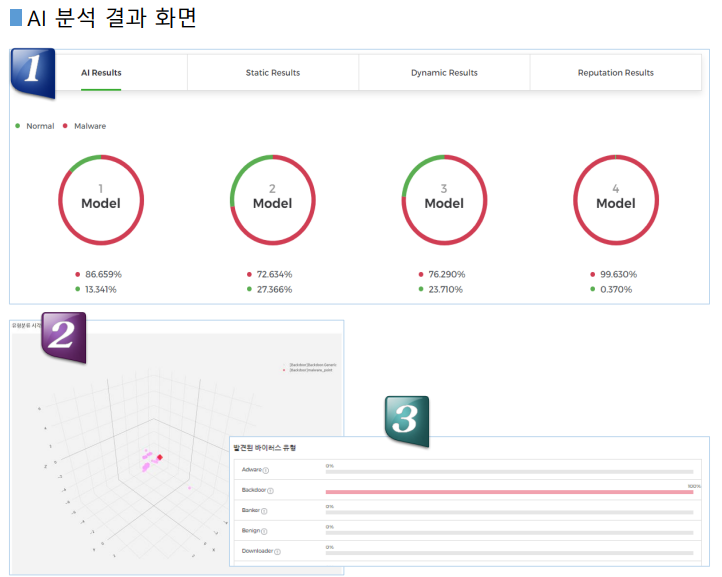 AI 분석 결과 화면
1
AI Results
Static Results
Dynamic Results
Reputation Results
Normal
Malware
1
Model
2
Model
3
Model
4
Model
86.659%
13.341%
72.634%
27.366%
76.290%
23.710%
99.630%
0.370%
2
유형분류 시각
3
발견된 바이러스 유형
Adware
0%
Backdoor
100%
Banker
0%
Benign
0%
Downloader
0%